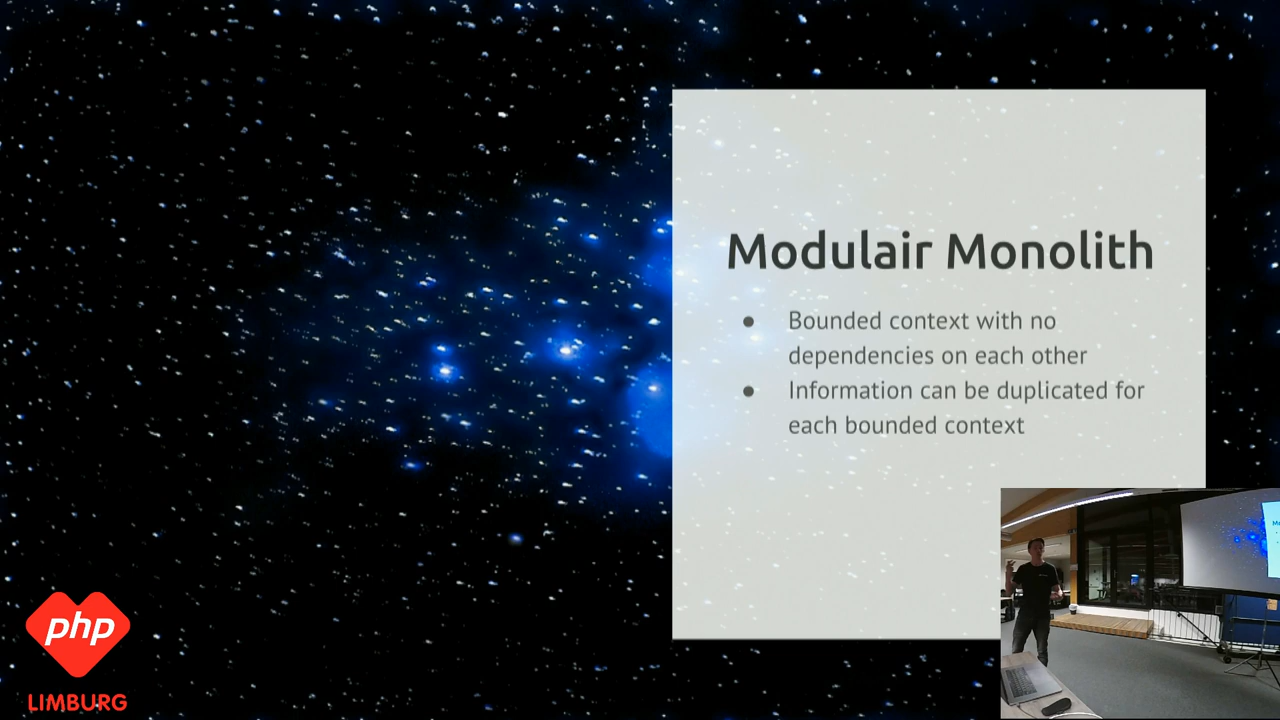 Modulair Monolith
● Bounded context with no
dependencies on each other
● Information can be duplicated for
each bounded context
php
LIMBURG